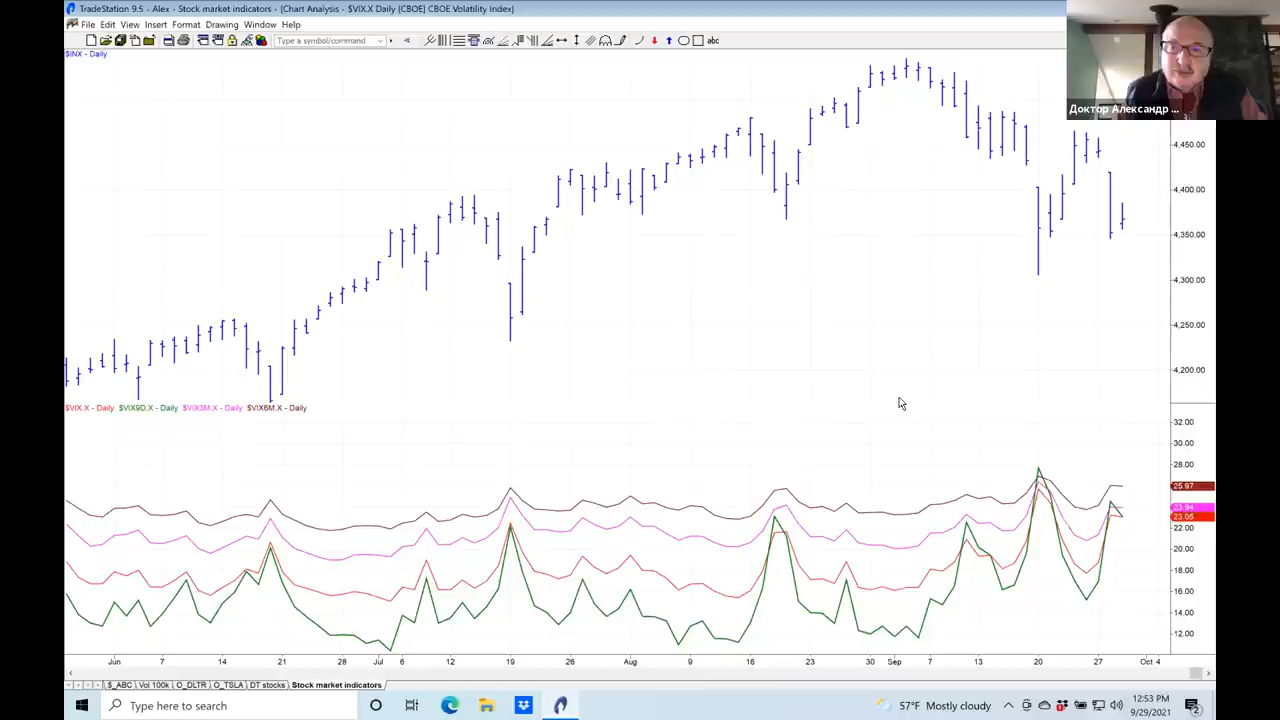 TradeStation 9.5 - Alex - Stock market indicators - [Chart Analysis - $VIX.X Daily [CBOE] CBOE Volatility Index]
File Edit View Insert Format Drawing Window Help
Type a symbol/command
abc
$INX - Daily
Доктор Александр ...
4,450.00
4,400.00
4,350.00
4,300.00
4,250.00
4,200.00
$VIX.X - Daily $VIX9D.X - Daily $VIX3M.X - Daily $VIX6M.X - Daily
32.00
30.00
28.00
25.97
23.94
23.05
22.00
20.00
18.00
16.00
14.00
12.00
Jun 7 14 21 28 Jul 6 12 19 26 Aug 9 16 23 30 Sep 7 13 20 27 Oct 4
$_ABC Vol 100k O_DLTR O_TSLA DT stocks Stock market indicators
Type here to search
57°F Mostly cloudy
12:53 PM
9/29/2021
2